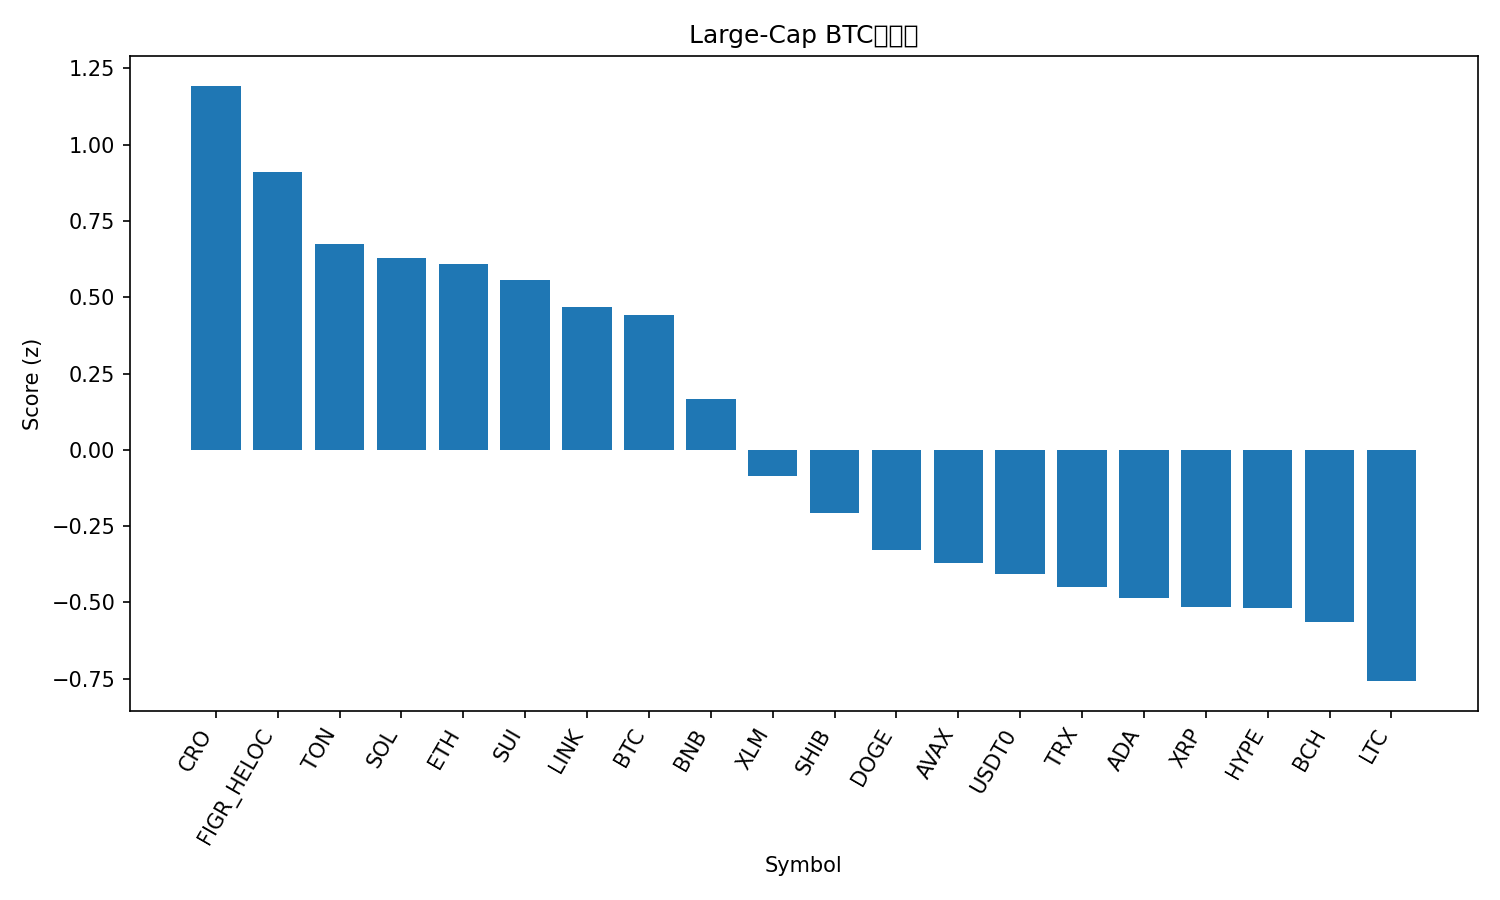 Large-Cap BTC
1.25
1.00
0.75
0.50
0.25
0.00
−0.25
−0.50
−0.75
Score (z)
CRO
FIGR_HELOC
TON
SOL
ETH
SUI
LINK
BTC
BNB
XLM
SHIB
DOGE
AVAX
USDT0
TRX
ADA
XRP
HYPE
BCH
LTC
Symbol